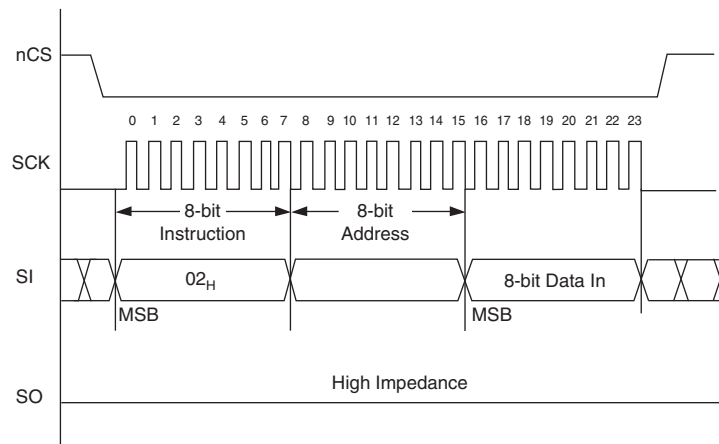 nCS
0 1 2 3 4 5 6 7 8 9 10 11 12 13 14 15 16 17 18 19 20 21 22 23
SCK
8-bit Instruction
8-bit Address
SI
02H
8-bit Data In
MSB
MSB
High Impedance
SO